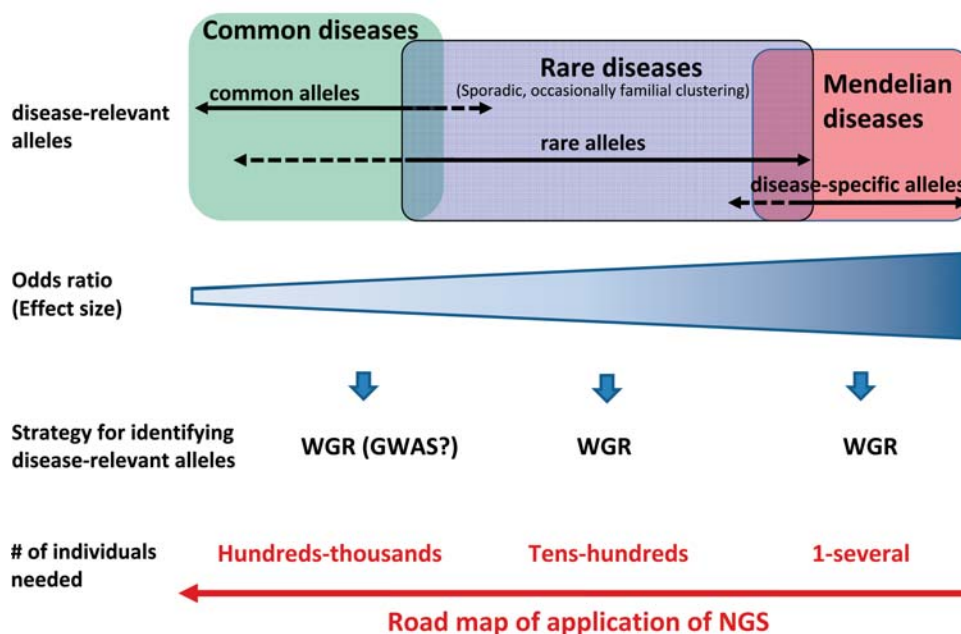 Common diseases
Rare diseases
(Sporadic, occasionally familial clustering)
Mendelian
diseases
disease-relevant
alleles
common alleles
rare alleles
disease-specific alleles
Odds ratio
(Effect size)
Strategy for identifying
disease-relevant alleles
WGR (GWAS?)
WGR
WGR
# of individuals
needed
Hundreds-thousands
Tens-hundreds
1-several
Road map of application of NGS